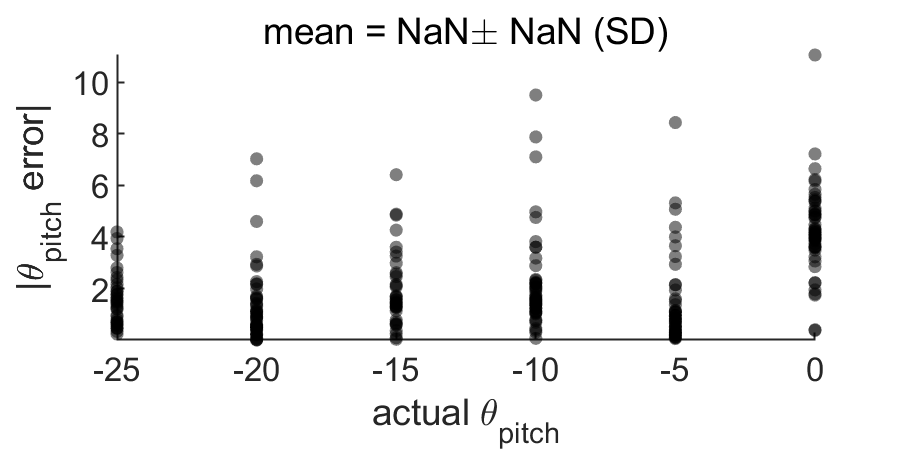 mean = NaN± NaN (SD)
|θpitch error|
10
8
6
4
2
-25 -20 -15 -10 -5 0
actual θpitch